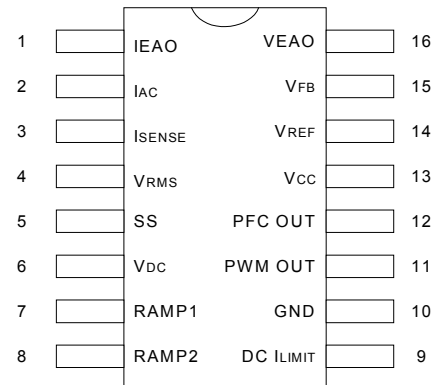 1 IEAO VEAO 16
2 IAC VFB 15
3 ISENSE VREF 14
4 VRMS VCC 13
5 SS PFC OUT 12
6 VDC PWM OUT 11
7 RAMP1 GND 10
8 RAMP2 DC ILIMIT 9